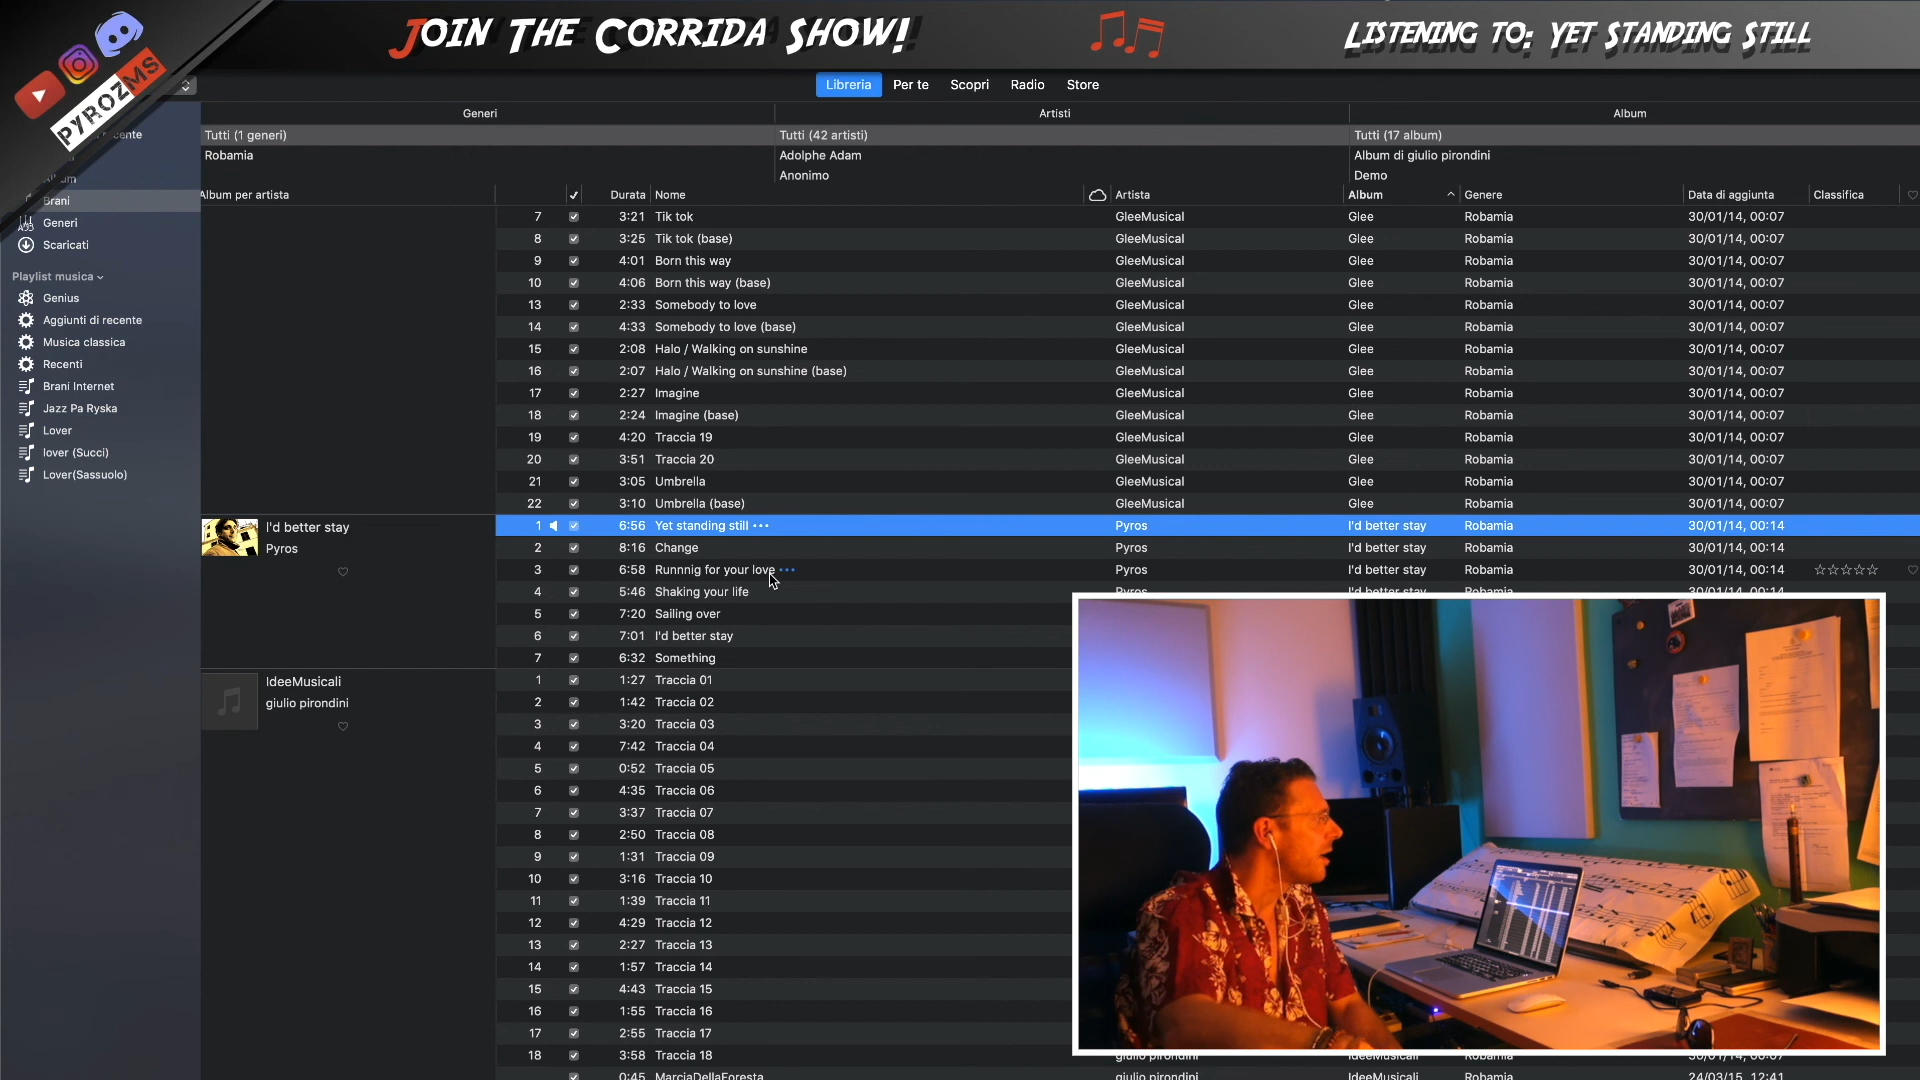 JOIN THE CORRIDA SHOW!
LISTENING TO: YET STANDING STILL
PYROZMS
Libreria Per te Scopri Radio Store
Generi Artisti Album
Tutti (1 generi) Tutti (42 artisti) Tutti (17 album)
Robamia Adolphe Adam Album di giulio pirondini
Anonimo Demo
Brani
Generi
Scaricati
Playlist musica
Genius
Aggiunti di recente
Musica classica
Recenti
Brani Internet
Jazz Pa Ryska
Lover
lover (Succi)
Lover(Sassuolo)
Album per artista Durata Nome Artista Album Genere Data di aggiunta Classifica
7 3:21 Tik tok GleeMusical Glee Robamia 30/01/14, 00:07
8 3:25 Tik tok (base) GleeMusical Glee Robamia 30/01/14, 00:07
9 4:01 Born this way GleeMusical Glee Robamia 30/01/14, 00:07
10 4:06 Born this way (base) GleeMusical Glee Robamia 30/01/14, 00:07
13 2:33 Somebody to love GleeMusical Glee Robamia 30/01/14, 00:07
14 4:33 Somebody to love (base) GleeMusical Glee Robamia 30/01/14, 00:07
15 2:08 Halo / Walking on sunshine GleeMusical Glee Robamia 30/01/14, 00:07
16 2:07 Halo / Walking on sunshine (base) GleeMusical Glee Robamia 30/01/14, 00:07
17 2:27 Imagine GleeMusical Glee Robamia 30/01/14, 00:07
18 2:24 Imagine (base) GleeMusical Glee Robamia 30/01/14, 00:07
19 4:20 Traccia 19 GleeMusical Glee Robamia 30/01/14, 00:07
20 3:51 Traccia 20 GleeMusical Glee Robamia 30/01/14, 00:07
21 3:05 Umbrella GleeMusical Glee Robamia 30/01/14, 00:07
22 3:10 Umbrella (base) GleeMusical Glee Robamia 30/01/14, 00:07
I'd better stay
Pyros
1 6:56 Yet standing still ••• Pyros I'd better stay Robamia 30/01/14, 00:14
2 8:16 Change Pyros I'd better stay Robamia 30/01/14, 00:14
3 6:58 Runnnig for your love ••• Pyros I'd better stay Robamia 30/01/14, 00:14
4 5:46 Shaking your life Pyros I'd better stay Robamia 30/01/14, 00:14
5 7:20 Sailing over
6 7:01 I'd better stay
7 6:32 Something
IdeeMusicali
giulio pirondini
1 1:27 Traccia 01
2 1:42 Traccia 02
3 3:20 Traccia 03
4 7:42 Traccia 04
5 0:52 Traccia 05
6 4:35 Traccia 06
7 3:37 Traccia 07
8 2:50 Traccia 08
9 1:31 Traccia 09
10 3:16 Traccia 10
11 1:39 Traccia 11
12 4:29 Traccia 12
13 2:27 Traccia 13
14 1:57 Traccia 14
15 4:43 Traccia 15
16 1:55 Traccia 16
17 2:55 Traccia 17
18 3:58 Traccia 18 giulio pirondini IdeeMusicali Robamia 30/01/14, 00:07
0:45 MarciaDellaForesta giulio pirondini IdeeMusicali Robamia 24/03/15, 12:41